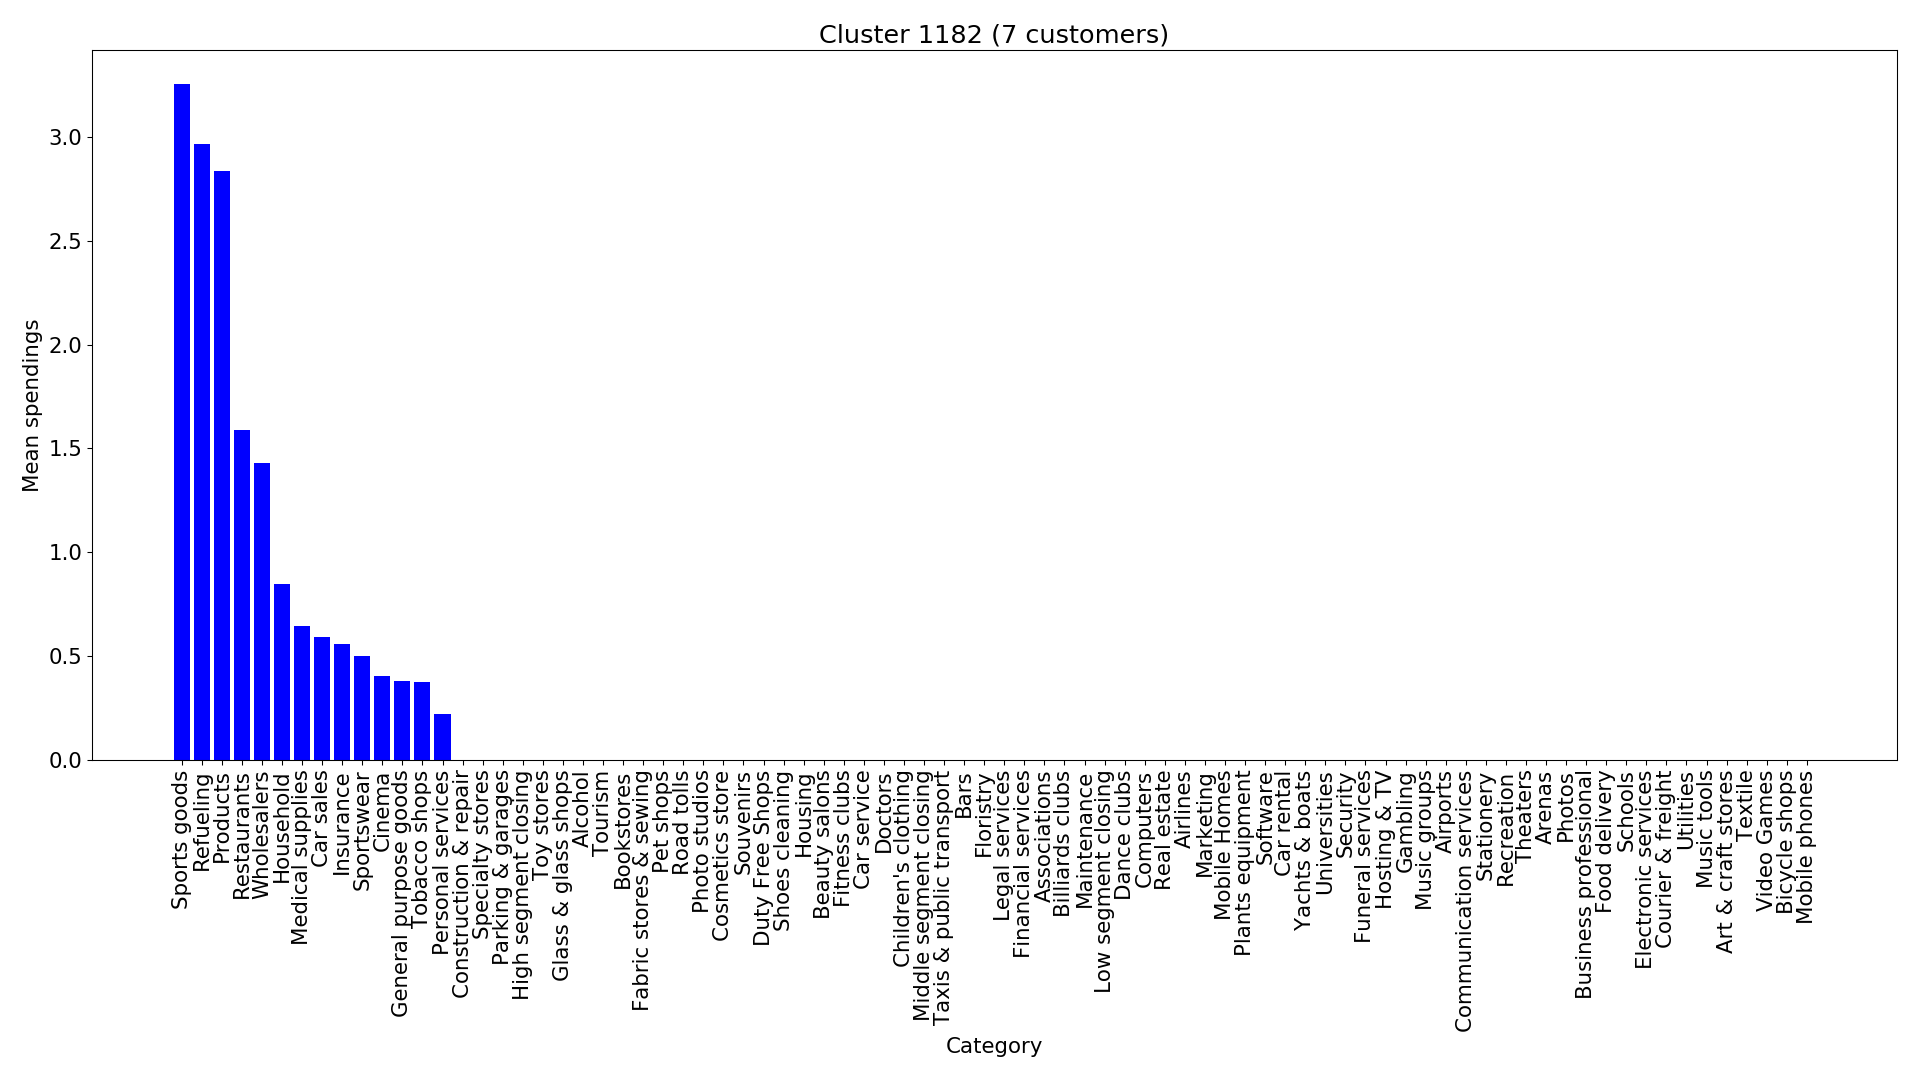 Cluster 1182 (7 customers)
Mean spendings
3.0
2.5
2.0
1.5
1.0
0.5
0.0
Sports goods
Refueling
Products
Restaurants
Wholesalers
Household
Medical supplies
Car sales
Insurance
Sportswear
Cinema
General purpose goods
Tobacco shops
Personal services
Construction & repair
Specialty stores
Parking & garages
High segment closing
Toy stores
Glass & glass shops
Alcohol
Tourism
Bookstores
Fabric stores & sewing
Pet shops
Road tolls
Photo studios
Cosmetics store
Souvenirs
Duty Free Shops
Shoes cleaning
Housing
Beauty salons
Fitness clubs
Car service
Doctors
Children's clothing
Middle segment closing
Taxis & public transport
Bars
Floristry
Legal services
Financial services
Associations
Billiards clubs
Maintenance
Low segment closing
Dance clubs
Computers
Real estate
Airlines
Marketing
Mobile Homes
Plants equipment
Software
Car rental
Yachts & boats
Universities
Security
Funeral services
Hosting & TV
Gambling
Music groups
Airports
Communication services
Stationery
Recreation
Theaters
Arenas
Photos
Business professional
Food delivery
Schools
Electronic services
Courier & freight
Utilities
Music tools
Art & craft stores
Textile
Video Games
Bicycle shops
Mobile phones
Category